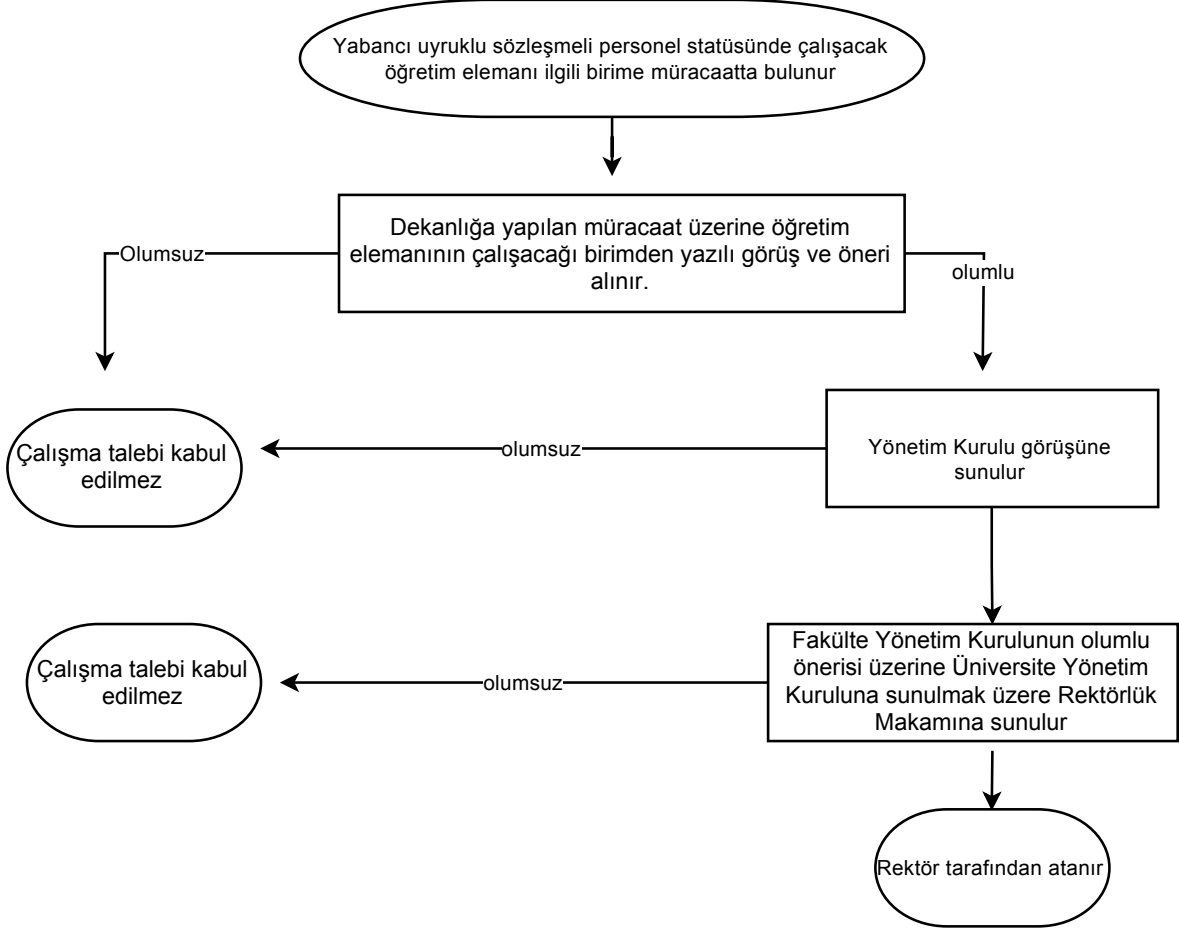 Yabancı uyruklu sözleşmeli personel statüsünde çalışacak
öğretim elemanı ilgili birime müracaatta bulunur
Dekanlığa yapılan müracaat üzerine öğretim
elemanının çalışacağı birimden yazılı görüş ve öneri
alınır.
Olumsuz
olumlu
Çalışma talebi kabul
edilmez
olumsuz
Yönetim Kurulu görüşüne
sunulur
Çalışma talebi kabul
edilmez
olumsuz
Fakülte Yönetim Kurulunun olumlu
önerisi üzerine Üniversite Yönetim
Kuruluna sunulmak üzere Rektörlük
Makamına sunulur
Rektör tarafından atanır